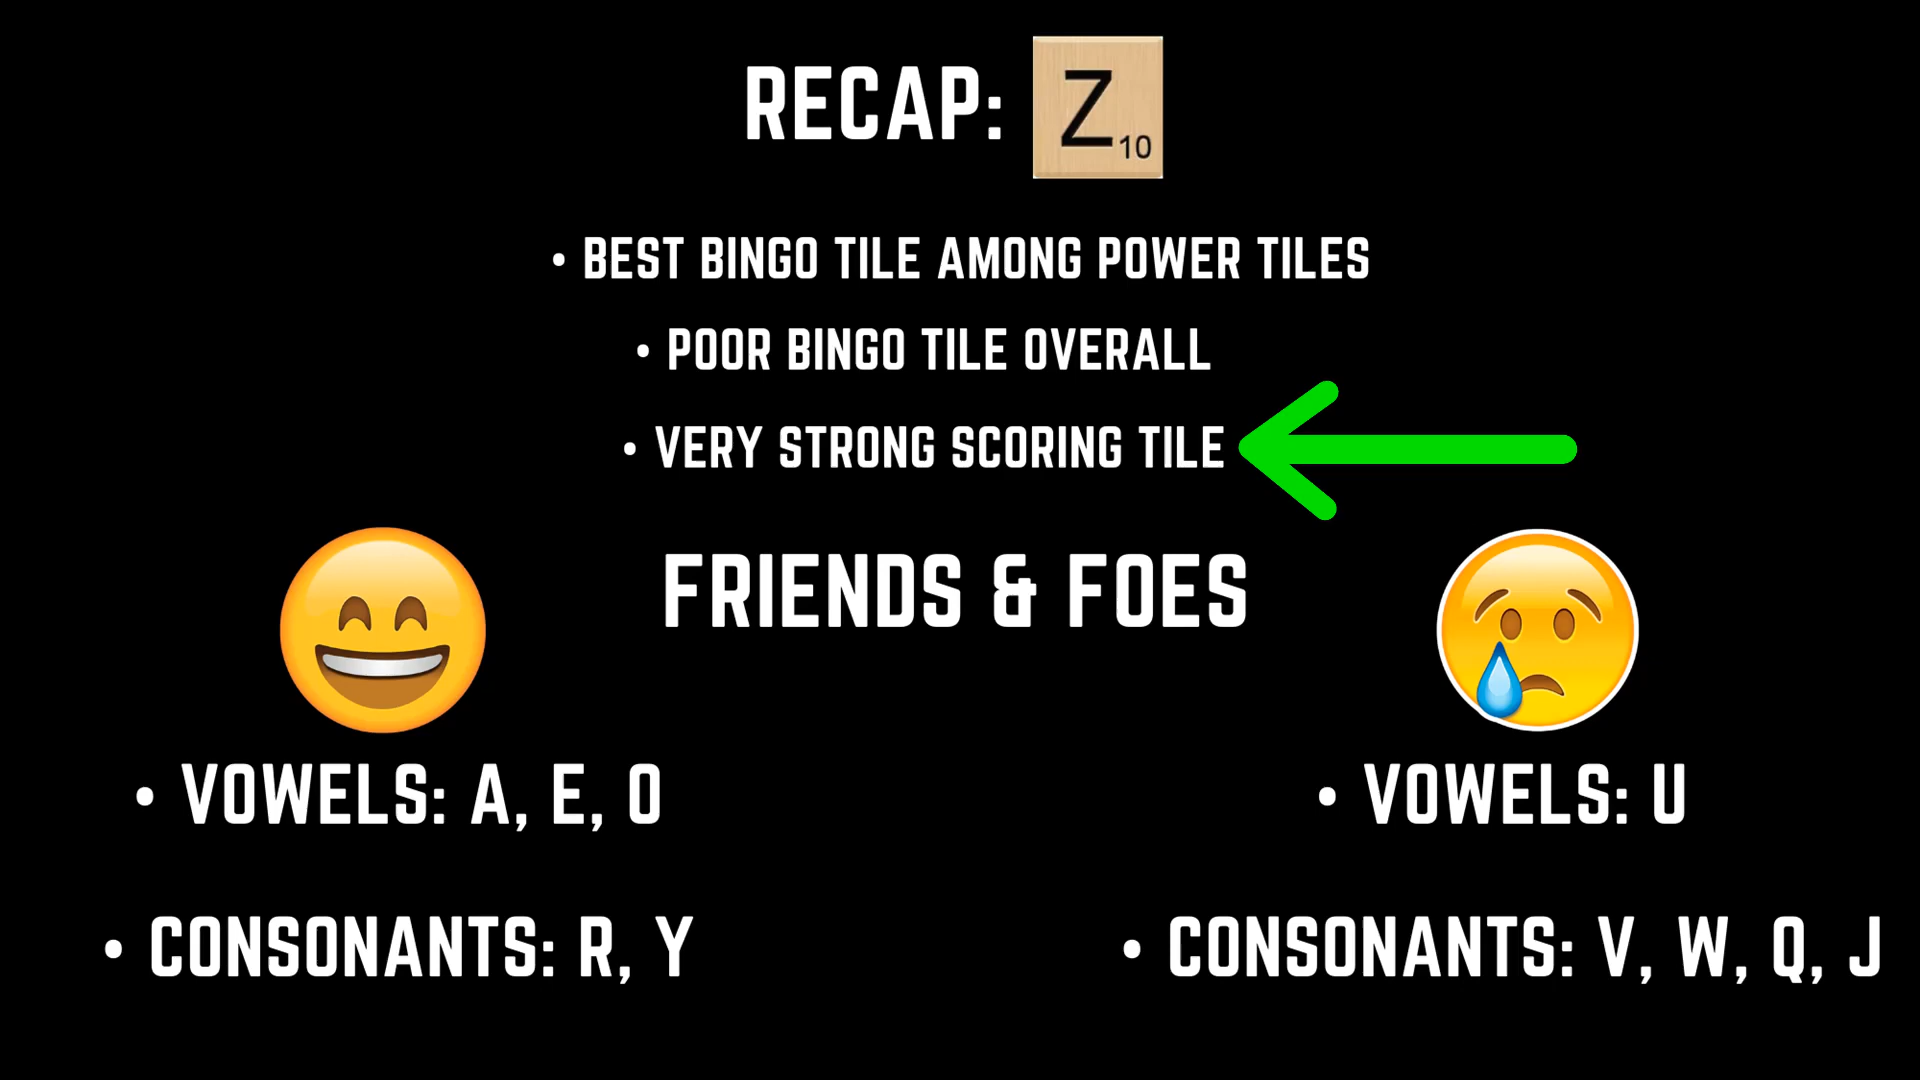 RECAP: Z10
• BEST BINGO TILE AMONG POWER TILES
• POOR BINGO TILE OVERALL
• VERY STRONG SCORING TILE
FRIENDS & FOES
• VOWELS: A, E, O
• CONSONANTS: R, Y
• VOWELS: U
• CONSONANTS: V, W, Q, J